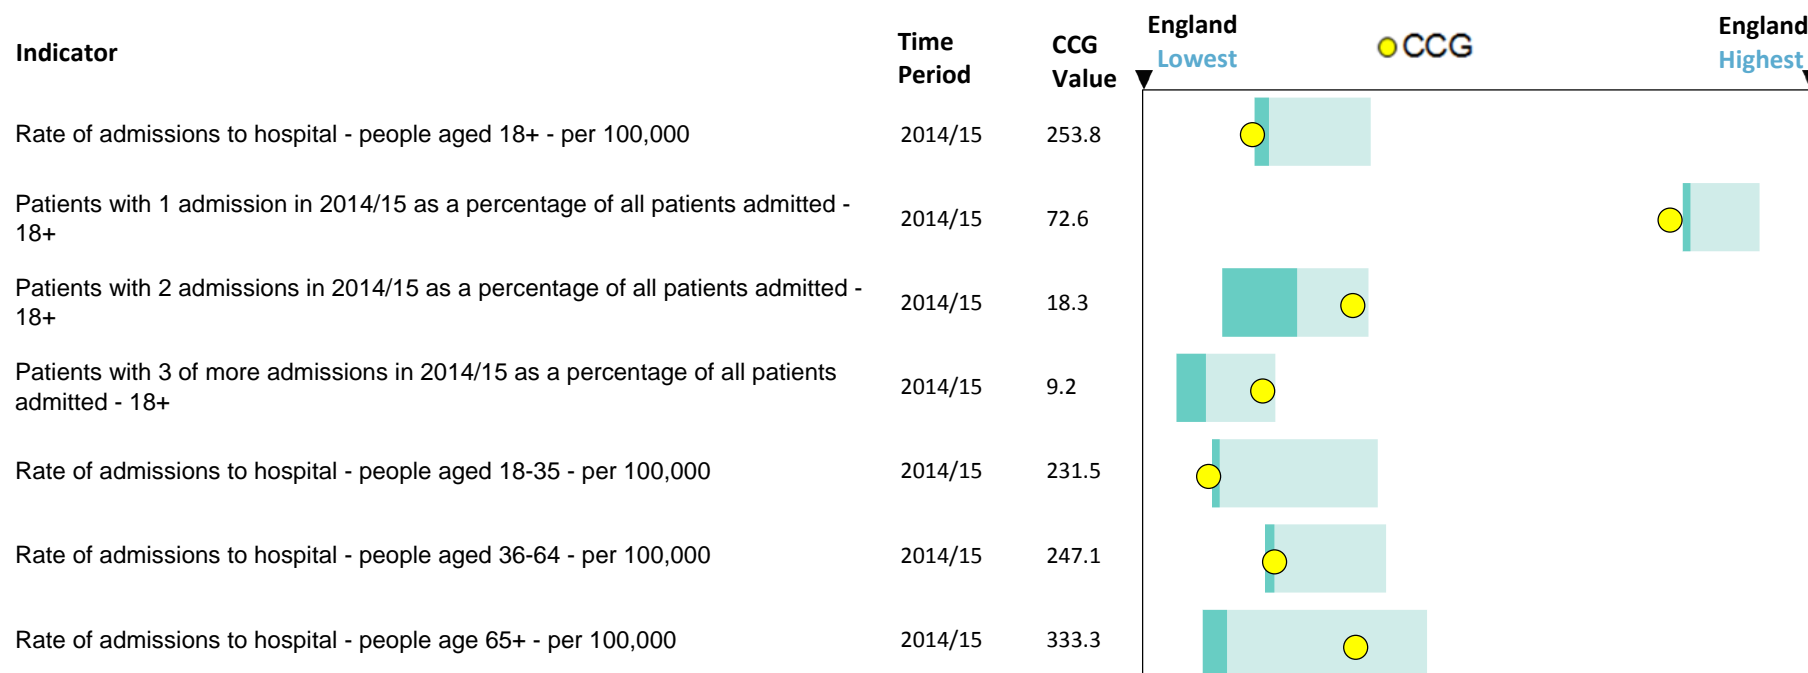 Indicator
Time Period
CCG Value
England Lowest
CCG
England Highest
Rate of admissions to hospital - people aged 18+ - per 100,000 2014/15 253.8
Patients with 1 admission in 2014/15 as a percentage of all patients admitted -
18+
2014/15 72.6
Patients with 2 admissions in 2014/15 as a percentage of all patients admitted -
18+
2014/15 18.3
Patients with 3 of more admissions in 2014/15 as a percentage of all patients
admitted - 18+
2014/15 9.2
Rate of admissions to hospital - people aged 18-35 - per 100,000 2014/15 231.5
Rate of admissions to hospital - people aged 36-64 - per 100,000 2014/15 247.1
Rate of admissions to hospital - people age 65+ - per 100,000 2014/15 333.3